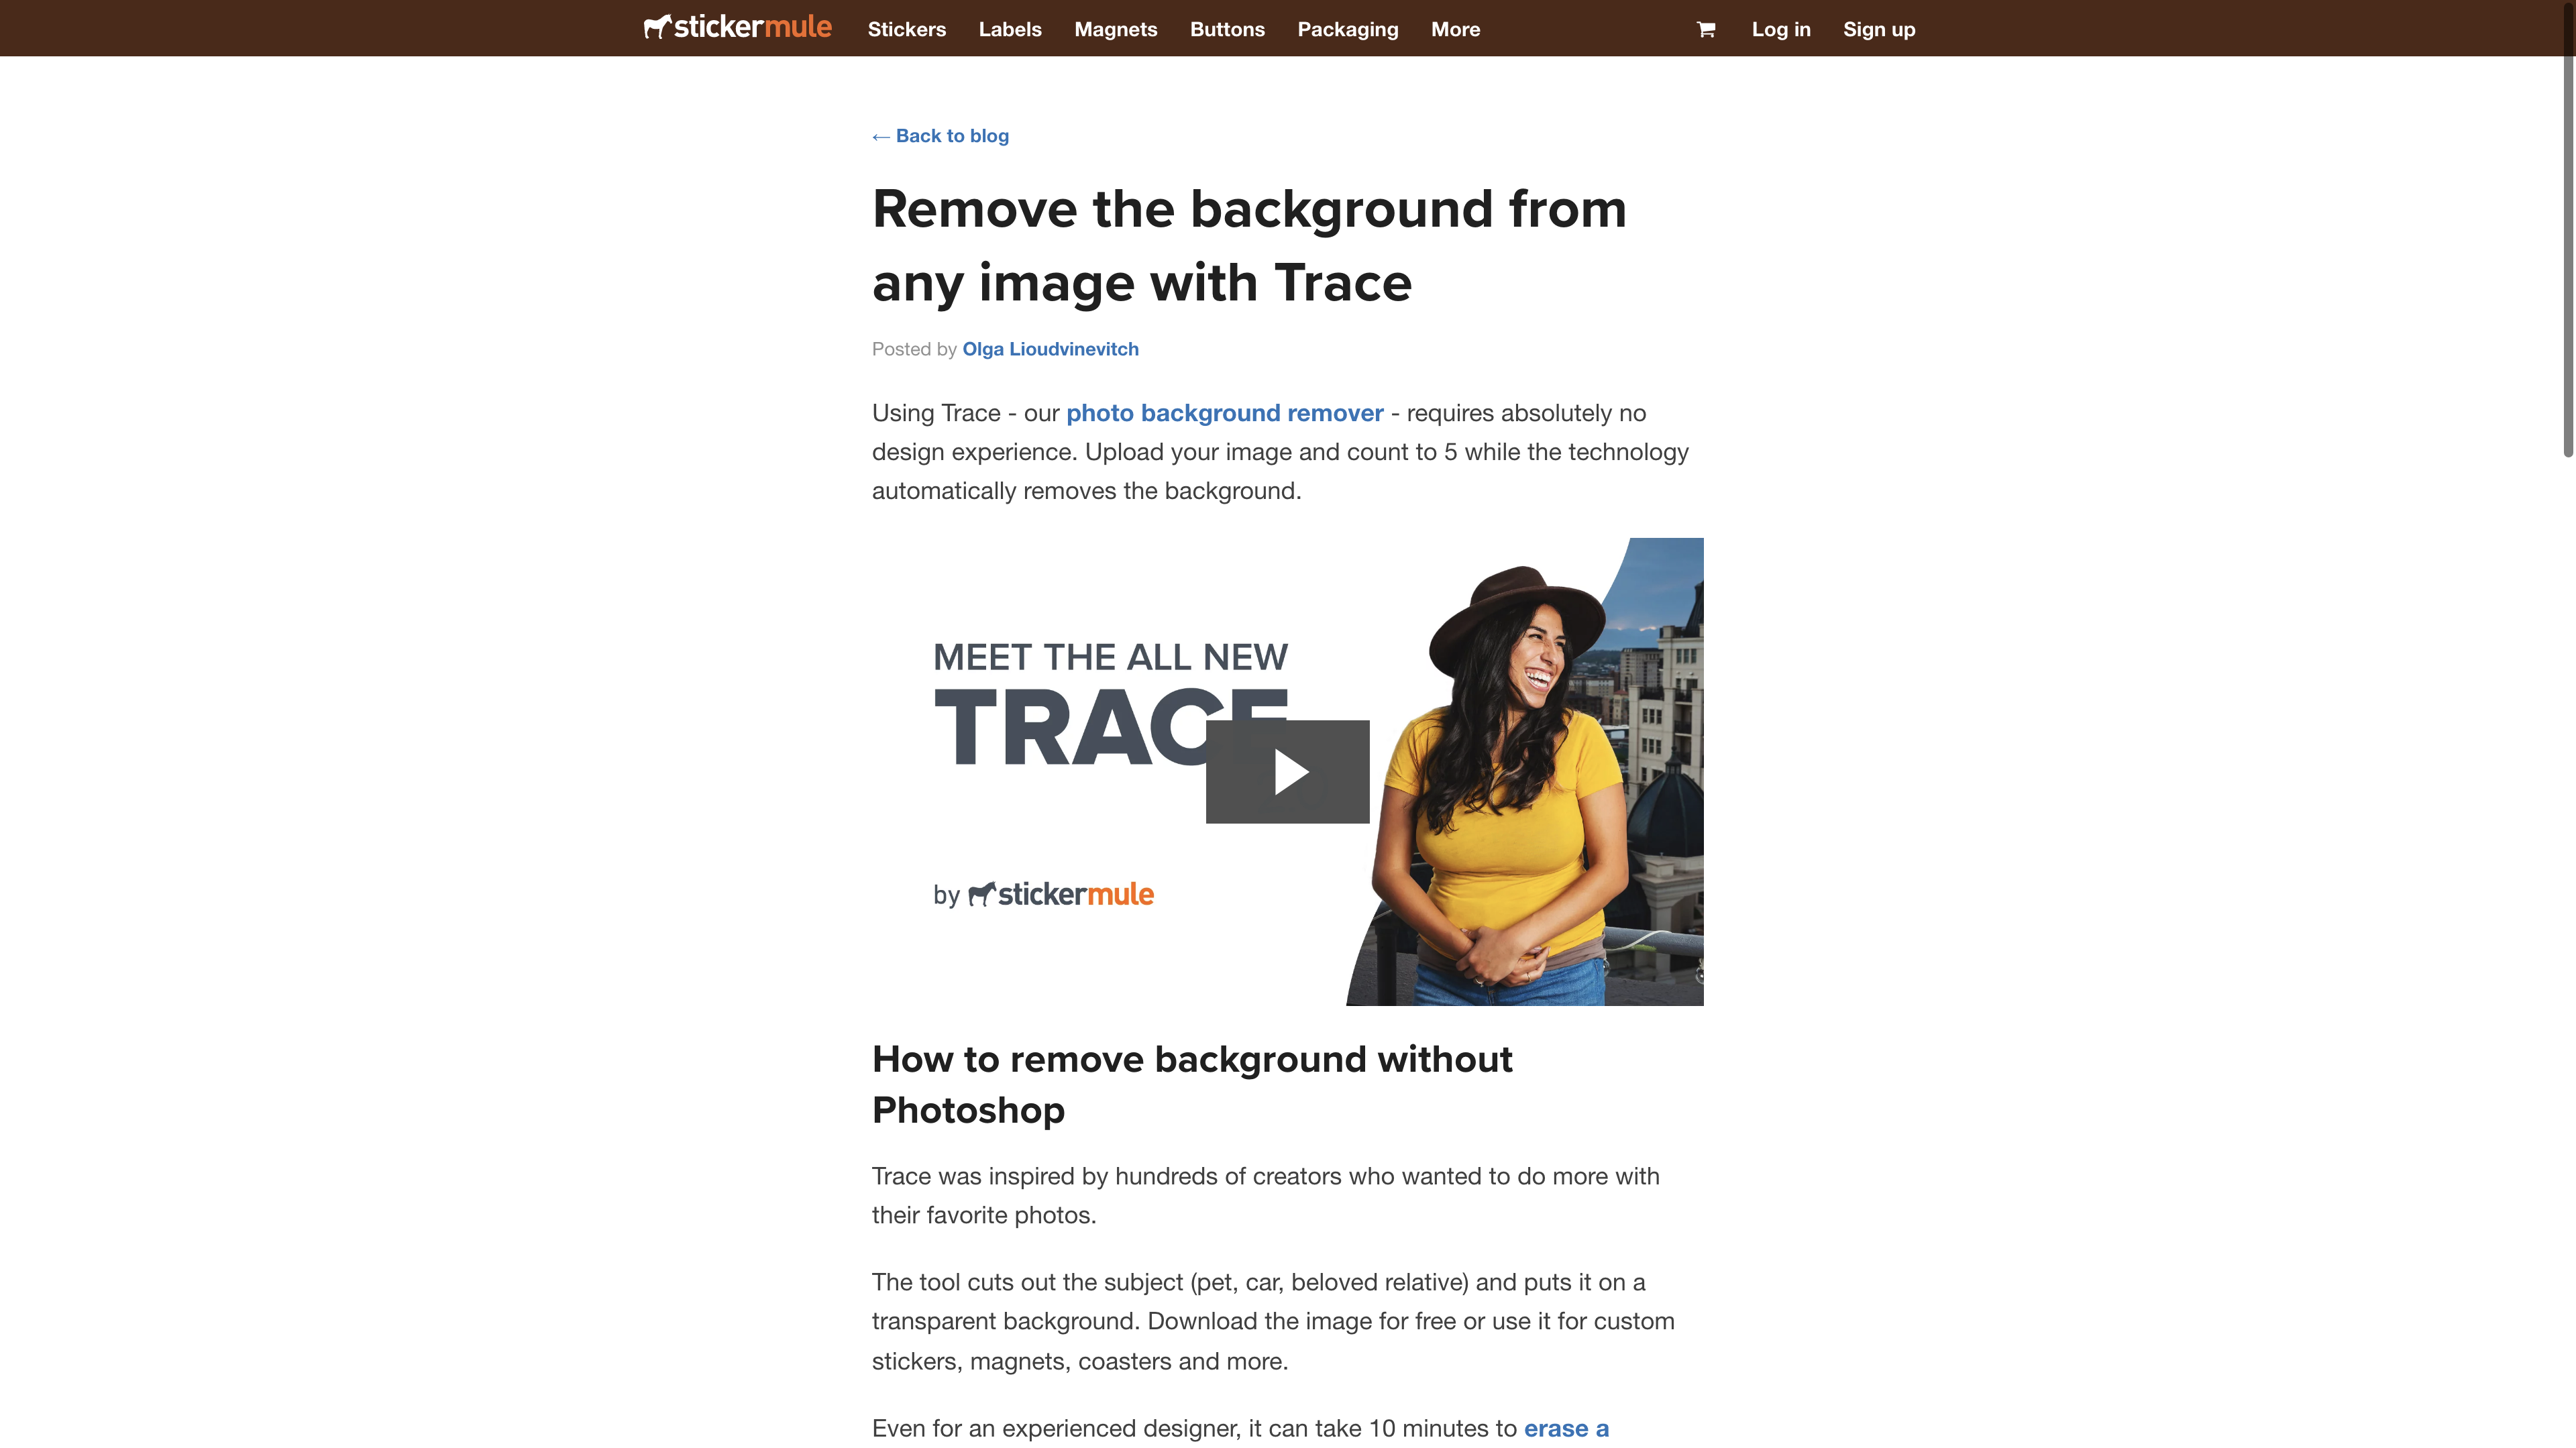 stickermule Stickers Labels Magnets Buttons Packaging More Log in Sign up
← Back to blog
Remove the background from
any image with Trace
Posted by Olga Lioudvinevitch
Using Trace - our photo background remover - requires absolutely no
design experience. Upload your image and count to 5 while the technology
automatically removes the background.
MEET THE ALL NEW
TRACE
by stickermule
How to remove background without
Photoshop
Trace was inspired by hundreds of creators who wanted to do more with
their favorite photos.
The tool cuts out the subject (pet, car, beloved relative) and puts it on a
transparent background. Download the image for free or use it for custom
stickers, magnets, coasters and more.
Even for an experienced designer, it can take 10 minutes to erase a